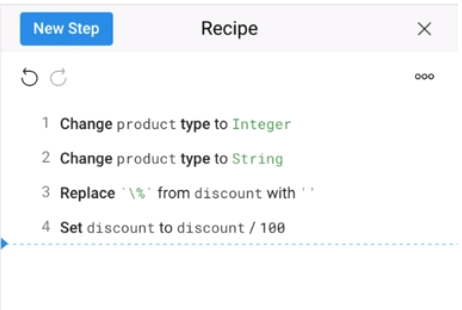 New Step
Recipe
1 Change product type to Integer
2 Change product type to String
3 Replace `\%` from discount with ''
4 Set discount to discount / 100